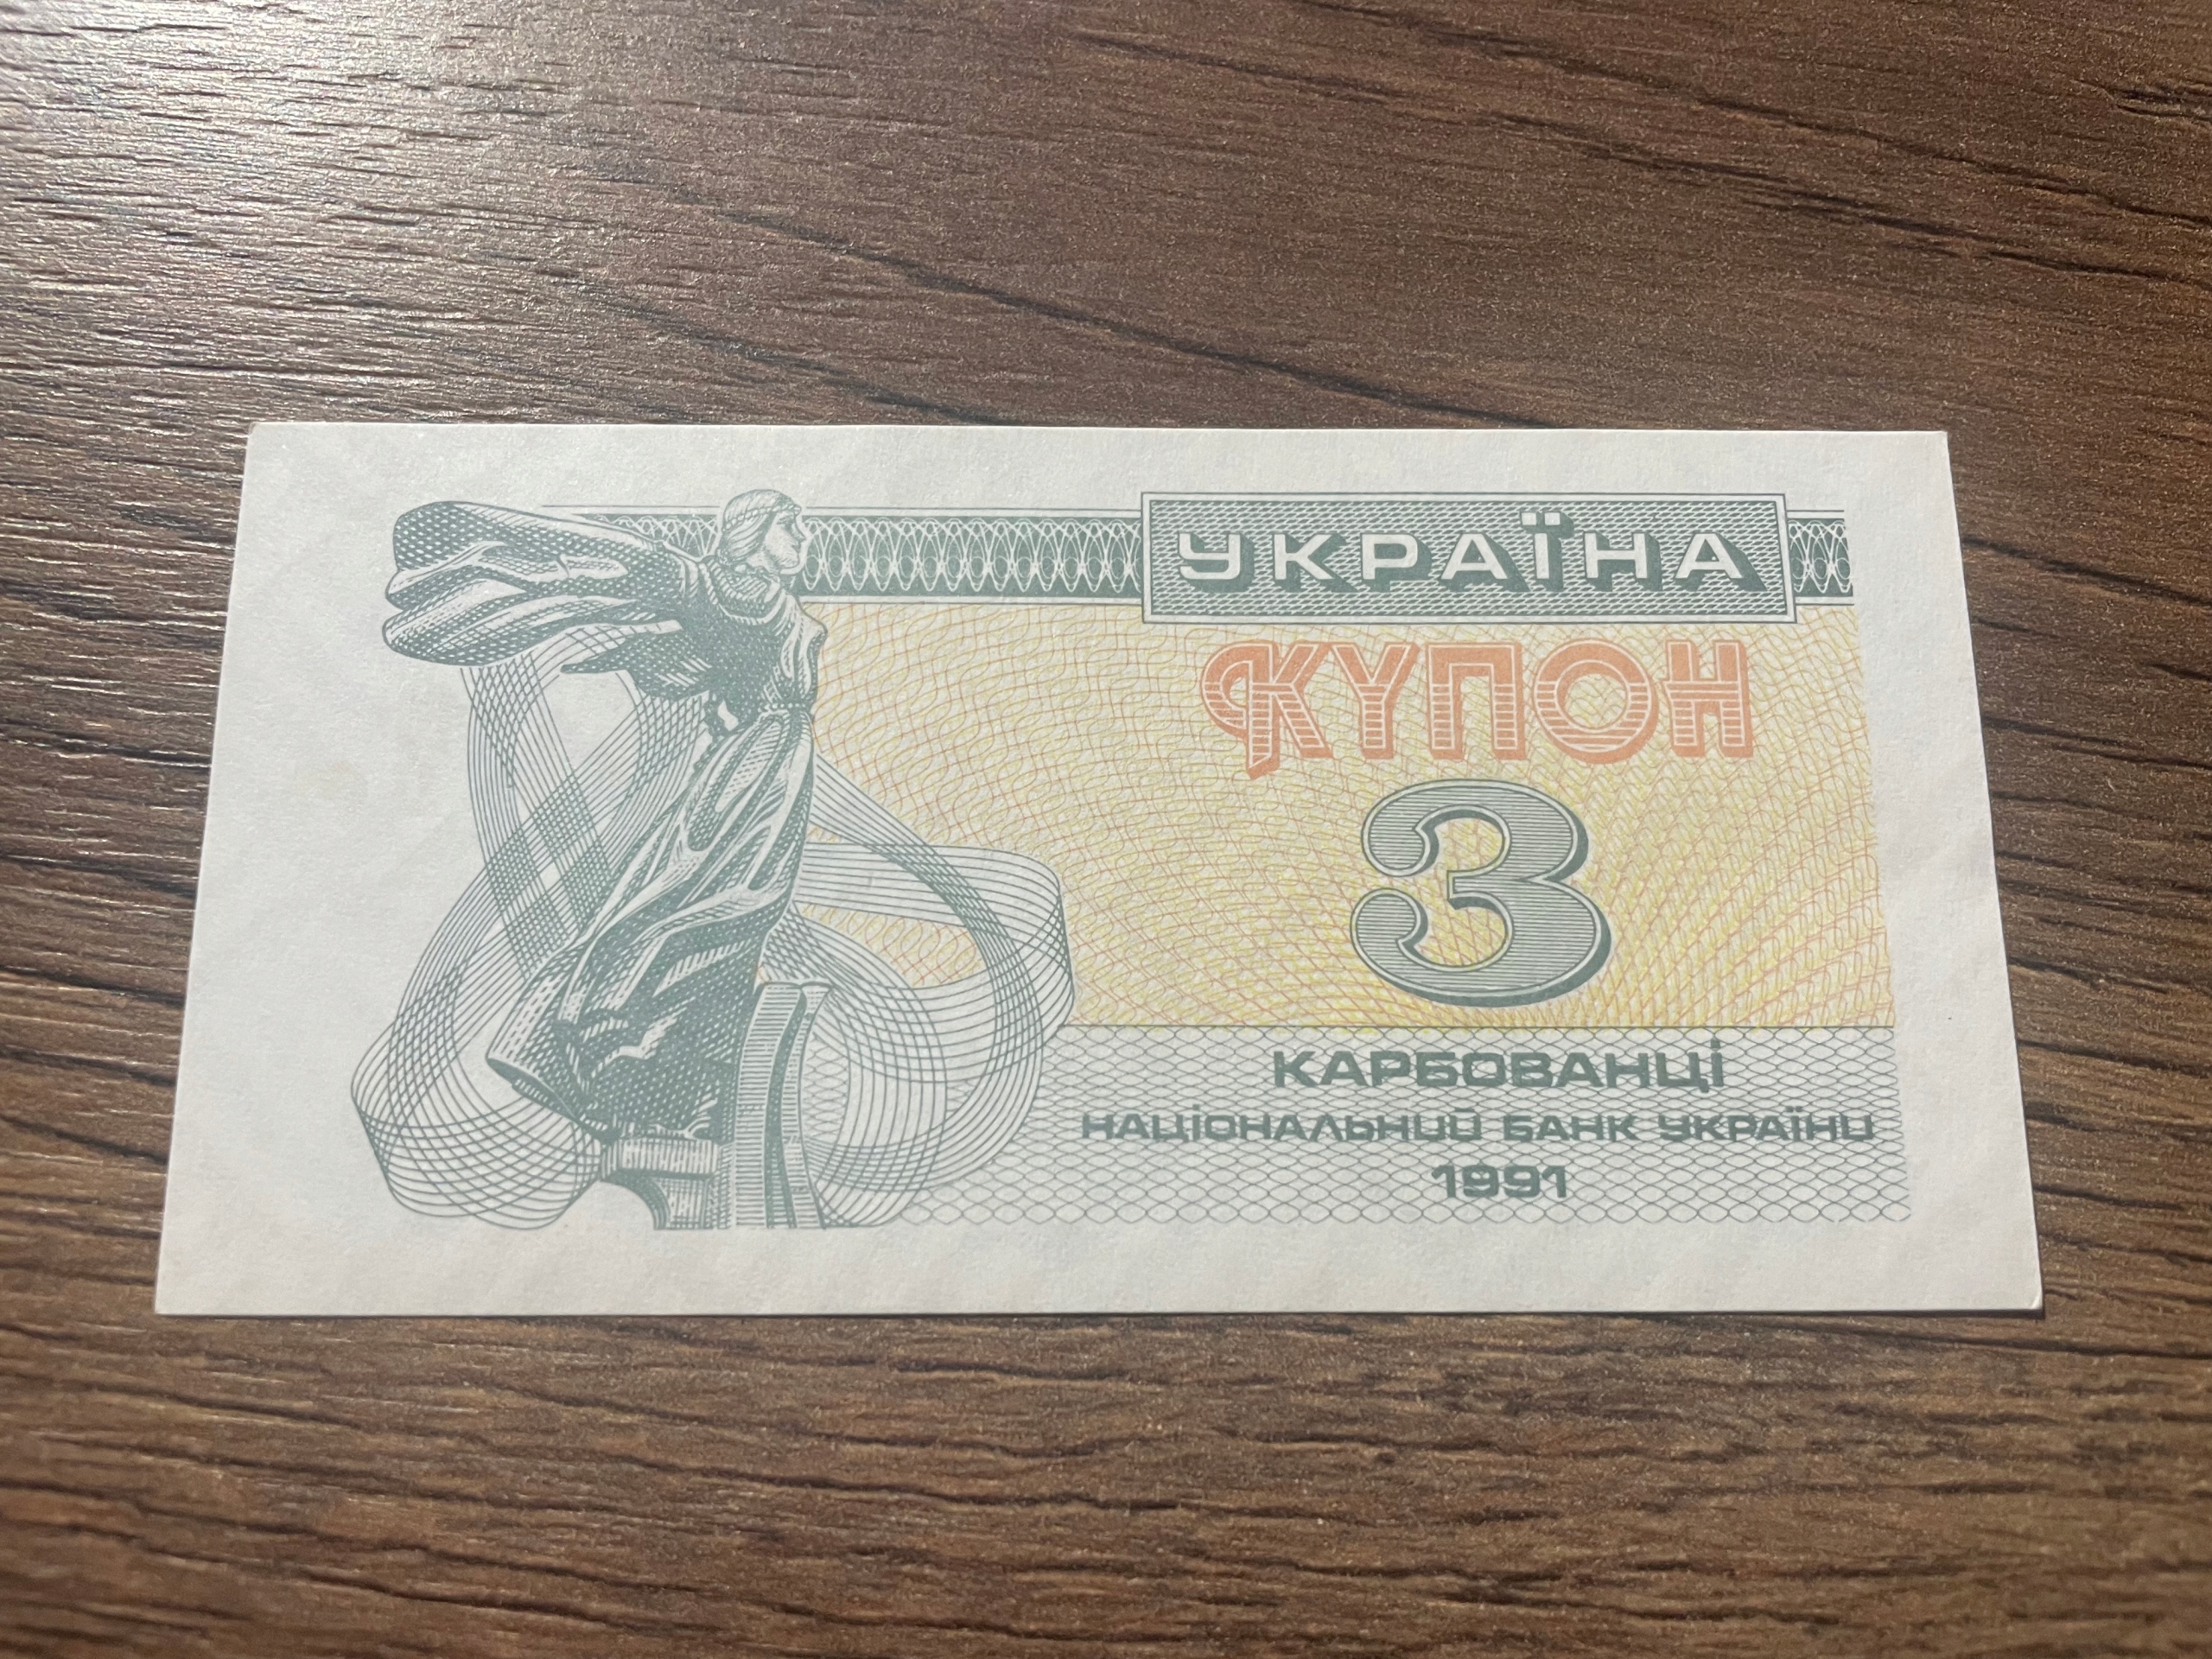 УКРАЇНА
КУПОН
3
КАРБОВАНЦІ
НАЦІОНАЛЬНИЙ БАНК УКРАЇНИ
1991